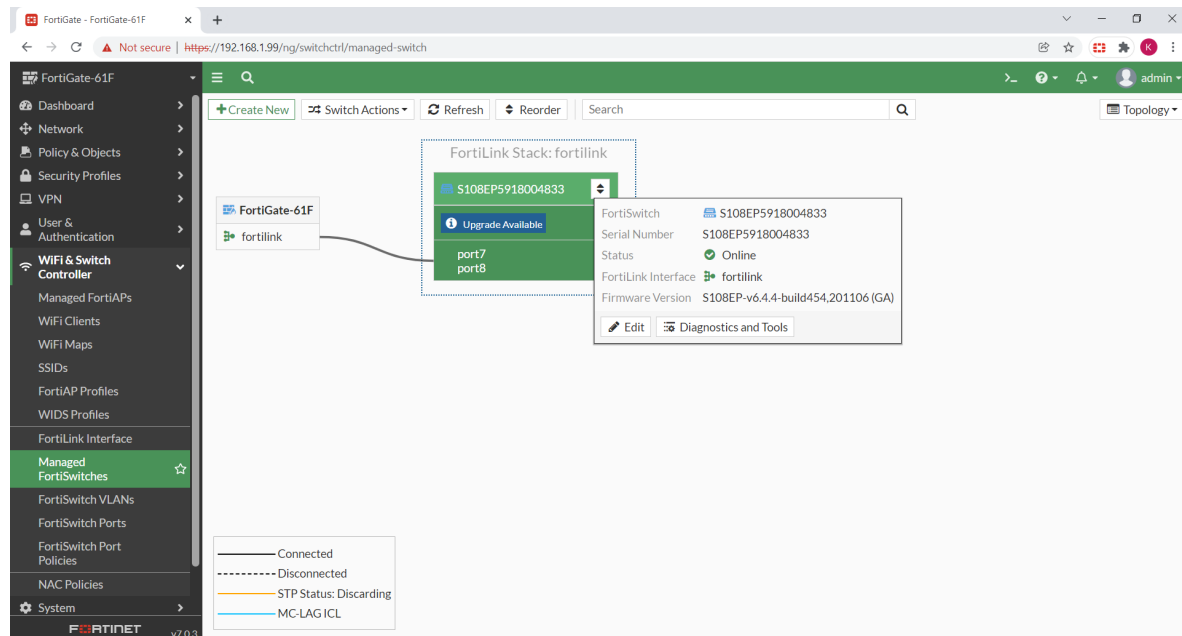 FortiGate - FortiGate-61F
Not secure | https://192.168.1.99/ng/switchctrl/managed-switch
K
FortiGate-61F
admin
Dashboard
Network
Policy & Objects
Security Profiles
VPN
User &
Authentication
WiFi & Switch
Controller
Managed FortiAPs
WiFi Clients
WiFi Maps
SSIDs
FortiAP Profiles
WIDS Profiles
FortiLink Interface
Managed
FortiSwitches
FortiSwitch VLANs
FortiSwitch Ports
FortiSwitch Port
Policies
NAC Policies
System
FORTINET v7.0.3
Create New Switch Actions Refresh Reorder Search Topology
FortiGate-61F
fortilink
FortiLink Stack: fortilink
S108EP5918004833
Upgrade Available
port7
port8
FortiSwitch S108EP5918004833
Serial Number S108EP5918004833
Status Online
FortiLink Interface fortilink
Firmware Version S108EP-v6.4.4-build454,201106 (GA)
Edit Diagnostics and Tools
Connected
Disconnected
STP Status: Discarding
MC-LAG ICL